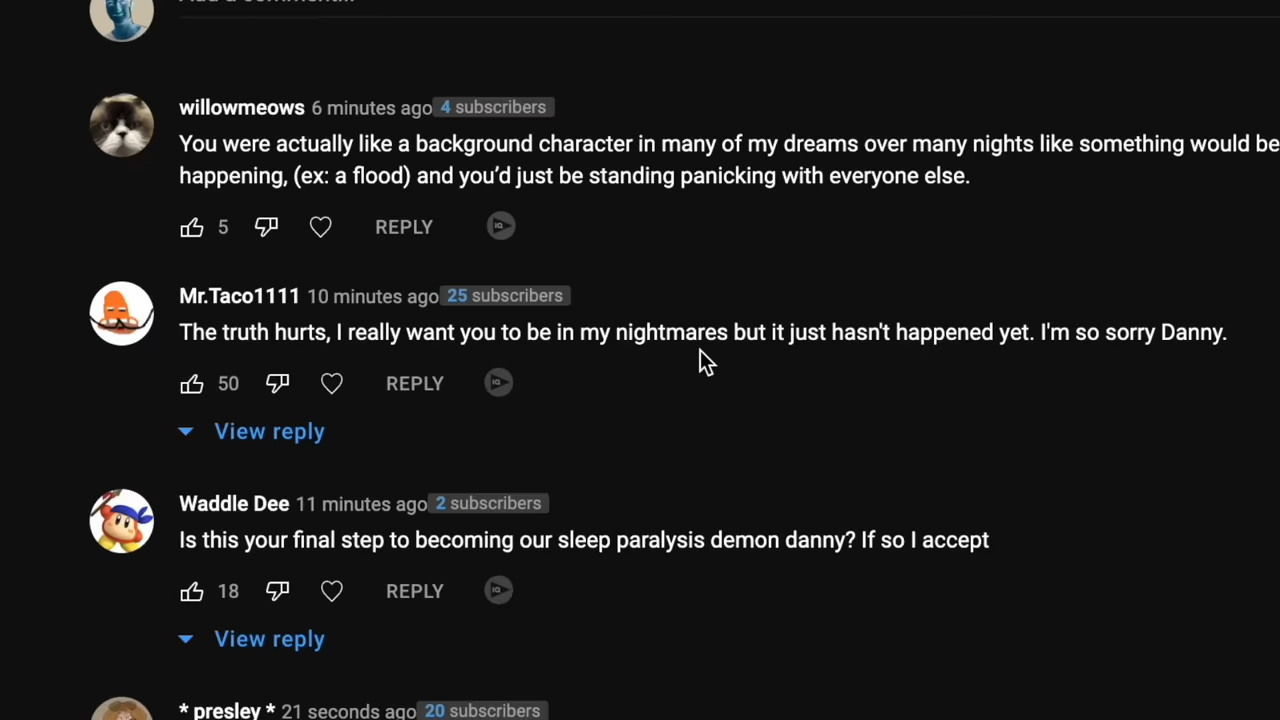 Add a comment...
willowmeows 6 minutes ago 4 subscribers
You were actually like a background character in many of my dreams over many nights like something would be
happening, (ex: a flood) and you’d just be standing panicking with everyone else.
5 REPLY
Mr.Taco1111 10 minutes ago 25 subscribers
The truth hurts, I really want you to be in my nightmares but it just hasn't happened yet. I'm so sorry Danny.
50 REPLY
View reply
Waddle Dee 11 minutes ago 2 subscribers
Is this your final step to becoming our sleep paralysis demon danny? If so I accept
18 REPLY
View reply
* presley * 21 seconds ago 20 subscribers